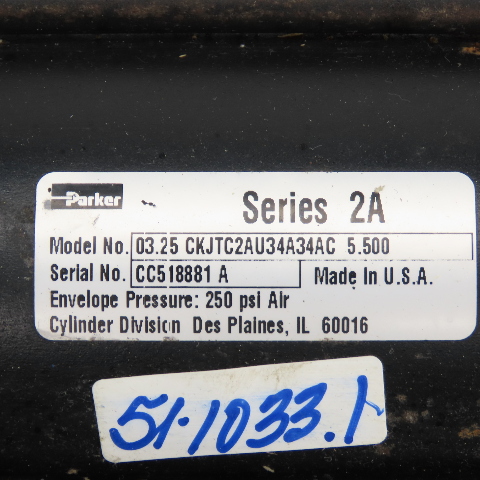 Parker
Series 2A
Model No. 03.25 CKJTC2AU34A34AC 5.500
Serial No. CC518881 A Made In U.S.A.
Envelope Pressure: 250 psi Air
Cylinder Division Des Plaines, IL 60016
51-1033.1